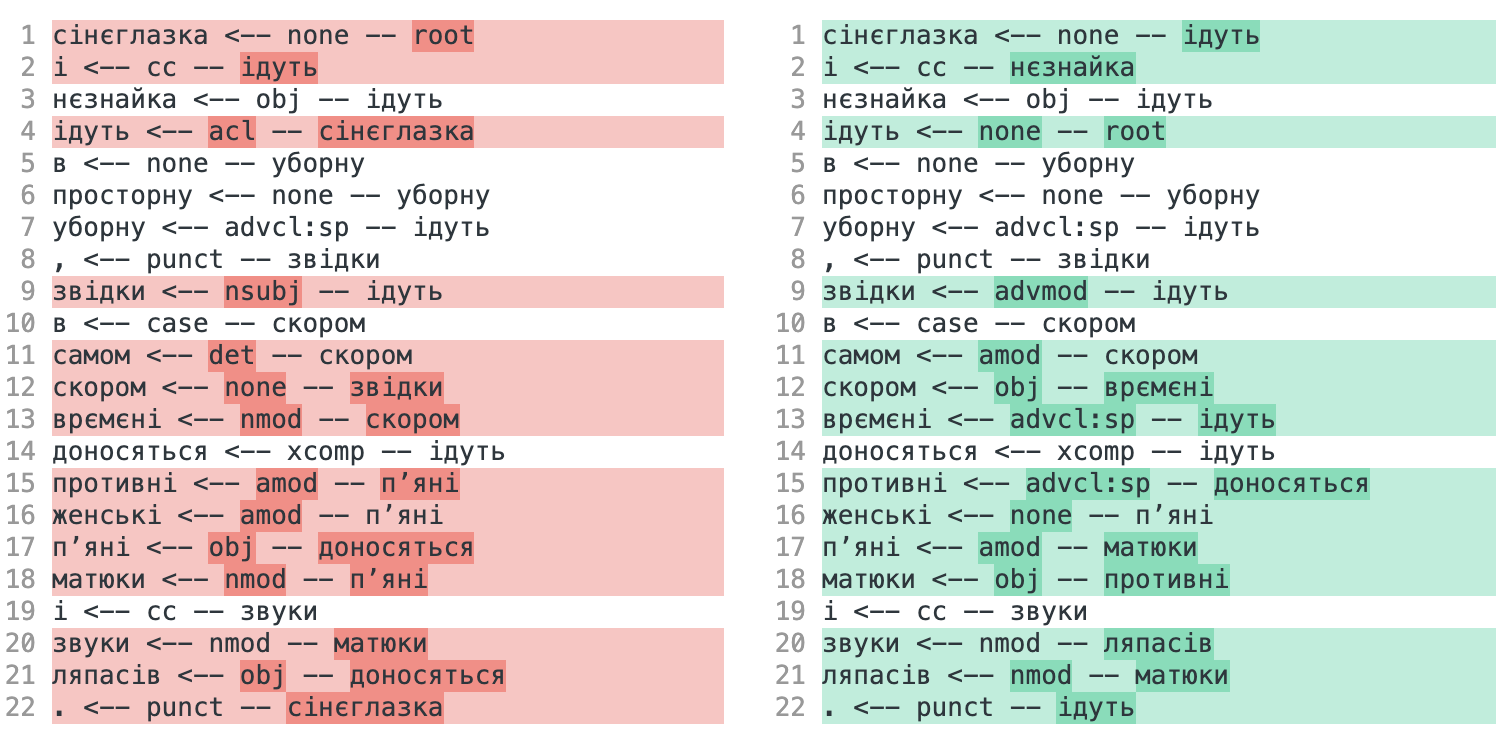 1 сінєглазка <-- none -- root
2 і <-- cc -- ідуть
3 нєзнайка <-- obj -- ідуть
4 ідуть <-- acl -- сінєглазка
5 в <-- none -- уборну
6 просторну <-- none -- уборну
7 уборну <-- advcl:sp -- ідуть
8 , <-- punct -- звідки
9 звідки <-- nsubj -- ідуть
10 в <-- case -- скором
11 самом <-- det -- скором
12 скором <-- none -- звідки
13 врємєні <-- nmod -- скором
14 доносяться <-- xcomp -- ідуть
15 противні <-- amod -- п’яні
16 женські <-- amod -- п’яні
17 п’яні <-- obj -- доносяться
18 матюки <-- nmod -- п’яні
19 і <-- cc -- звуки
20 звуки <-- nmod -- матюки
21 ляпасів <-- obj -- доносяться
22 . <-- punct -- сінєглазка
1 сінєглазка <-- none -- ідуть
2 і <-- cc -- нєзнайка
3 нєзнайка <-- obj -- ідуть
4 ідуть <-- none -- root
5 в <-- none -- уборну
6 просторну <-- none -- уборну
7 уборну <-- advcl:sp -- ідуть
8 , <-- punct -- звідки
9 звідки <-- advmod -- ідуть
10 в <-- case -- скором
11 самом <-- amod -- скором
12 скором <-- obj -- врємєні
13 врємєні <-- advcl:sp -- ідуть
14 доносяться <-- xcomp -- ідуть
15 противні <-- advcl:sp -- доносяться
16 женські <-- none -- п’яні
17 п’яні <-- amod -- матюки
18 матюки <-- obj -- противні
19 і <-- cc -- звуки
20 звуки <-- nmod -- ляпасів
21 ляпасів <-- nmod -- матюки
22 . <-- punct -- ідуть